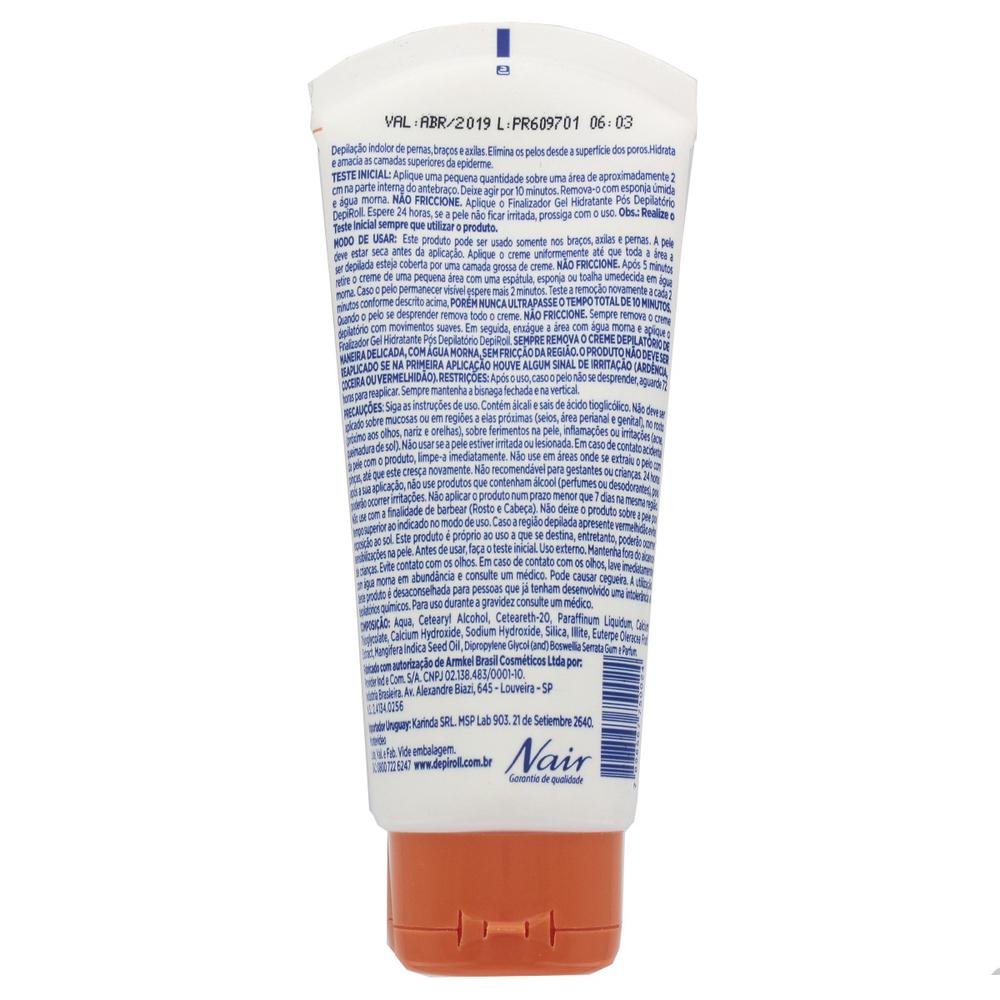 VAL:ABR/2019 L:PR609701 06:03
Depilação indolor de pernas, braços e axilas. Elimina os pelos desde a superfície dos poros. Hidrata
e amacia as camadas superiores da epiderme.
TESTE INICIAL: Aplique uma pequena quantidade sobre uma área de aproximadamente 2
cm na parte interna do antebraço. Deixe agir por 10 minutos. Remova-o com esponja úmida
e água morna. NÃO FRICCIONE. Aplique o Finalizador Gel Hidratante Pós Depilatório
DepiRoll. Espere 24 horas, se a pele não ficar irritada, prossiga com o uso. Obs.: Realize o
Teste Inicial sempre que utilizar o produto.
MODO DE USAR: Este produto pode ser usado somente nos braços, axilas e pernas. A pele
deve estar seca antes da aplicação. Aplique o creme uniformemente até que toda a área a
ser depilada esteja coberta por uma camada grossa de creme. NÃO FRICCIONE. Após 5 minutos
retire o creme de uma pequena área com uma espátula, esponja ou toalha umedecida em água
morna. Caso o pelo permanecer visível espere mais 2 minutos. Teste a remoção novamente a cada 2
minutos conforme descrito acima, PORÉM NUNCA ULTRAPASSE O TEMPO TOTAL DE 10 MINUTOS.
Quando o pelo se desprender remova todo o creme. NÃO FRICCIONE. Sempre remova o creme
depilatório com movimentos suaves. Em seguida, enxágue a área com água morna e aplique o
Finalizador Gel Hidratante Pós Depilatório DepiRoll. SEMPRE REMOVA O CREME DEPILATÓRIO DE
MANEIRA DELICADA, COM ÁGUA MORNA, SEM FRICÇÃO DA REGIÃO. O PRODUTO NÃO DEVE SER
REAPLICADO SE NA PRIMEIRA APLICAÇÃO HOUVE ALGUM SINAL DE IRRITAÇÃO (ARDÊNCIA,
COCEIRA OU VERMELHIDÃO). RESTRIÇÕES: Após o uso, caso o pelo não se desprender, aguarde 72
horas para reaplicar. Sempre mantenha a bisnaga fechada e na vertical.
PRECAUÇÕES: Siga as instruções de uso. Contém álcali e sais de ácido tioglicólico. Não deve ser
aplicado sobre mucosas ou em regiões a elas próximas (seios, área perianal e genital), no rosto
próximo aos olhos, nariz e orelhas), sobre ferimentos na pele, inflamações ou irritações (acne,
queimadura de sol). Não usar se a pele estiver irritada ou lesionada. Em caso de contato acidental
da pele com o produto, limpe-a imediatamente. Não use em áreas onde se extraiu o pelo com
pinças, até que este cresça novamente. Não recomendável para gestantes ou crianças. 24 horas
após a sua aplicação, não use produtos que contenham álcool (perfumes ou desodorantes), pois
poderão ocorrer irritações. Não aplicar o produto num prazo menor que 7 dias na mesma região.
Não use com a finalidade de barbear (Rosto e Cabeça). Não deixe o produto sobre a pele por
tempo superior ao indicado no modo de uso. Caso a região depilada apresente vermelhidão evite
exposição ao sol. Este produto é próprio ao uso a que se destina, entretanto, poderão ocorrer
sensibilizações na pele. Antes de usar, faça o teste inicial. Uso externo. Mantenha fora do alcance
de crianças. Evite contato com os olhos. Em caso de contato com os olhos, lave imediatamente
com água morna em abundância e consulte um médico. Pode causar cegueira. A utilização
deste produto é desaconselhada para pessoas que já tenham desenvolvido uma intolerância a
depilatórios químicos. Para uso durante a gravidez consulte um médico.
COMPOSIÇÃO: Aqua, Cetearyl Alcohol, Ceteareth-20, Paraffinum Liquidum, Calcium
Thioglycolate, Calcium Hydroxide, Sodium Hydroxide, Silica, Illite, Euterpe Oleracea Fruit
Extract, Mangifera Indica Seed Oil, Dipropylene Glycol (and) Boswellia Serrata Gum e Parfum.
Fabricado com autorização de Armkel Brasil Cosméticos Ltda por:
Provider Ind e Com. S/A. CNPJ 02.138.483/0001-10.
Indústria Brasileira. Av. Alexandre Biazi, 645 - Louveira - SP
M.S. 2.4134.0256
Importador Uruguay: Karinda SRL. MSP Lab 903. 21 de Setiembre 2640.
Montevideo
Lote, Val. e Fab. Vide embalagem.
SAC 0800 722 6247 www.depiroll.com.br
Nair
Garantia de qualidade